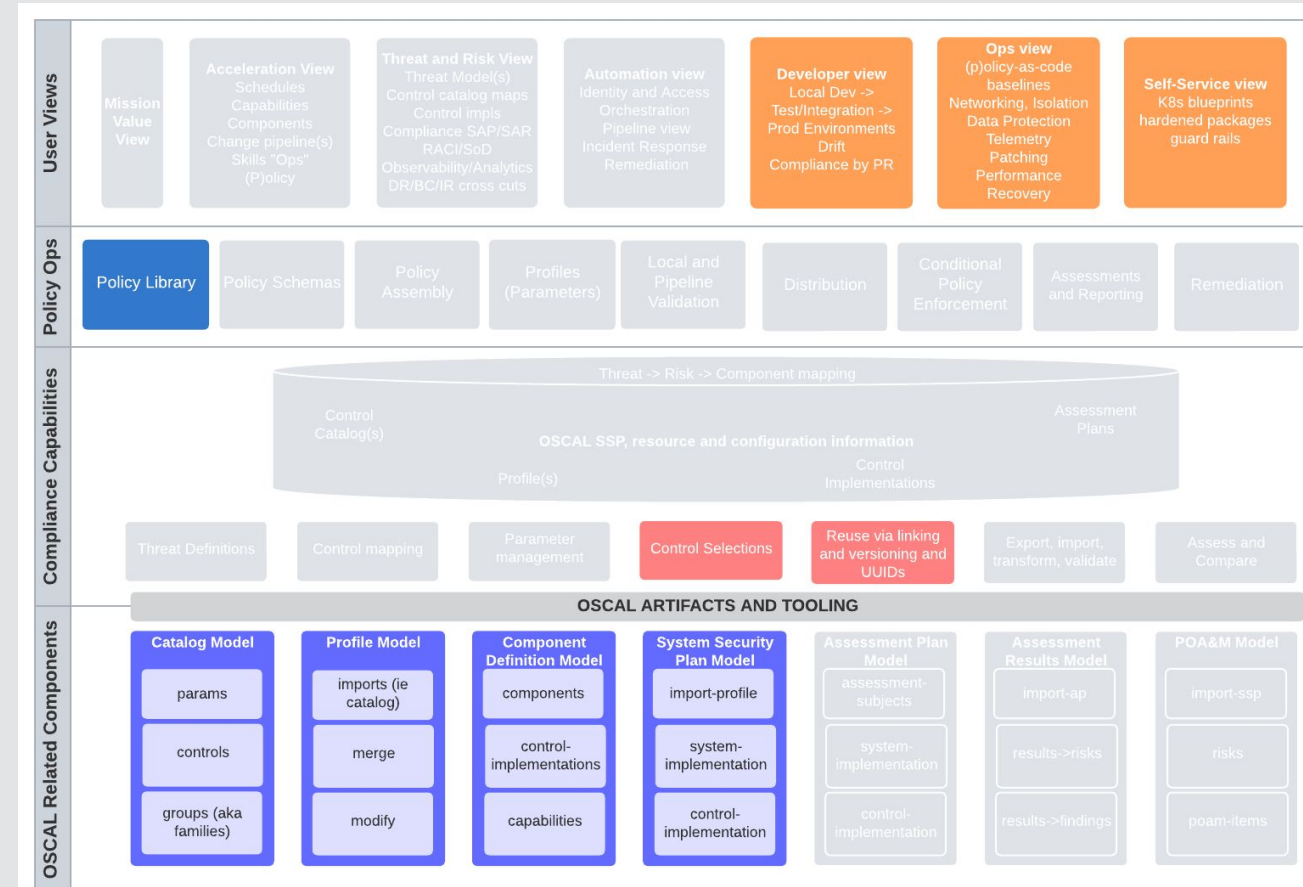 User Views
Mission
Value
View
Acceleration View
Schedules
Capabilities
Components
Change pipeline(s)
Skills "Ops"
(P)olicy
Threat and Risk View
Threat Model(s)
Control catalog maps
Control impls
Compliance SAP/SAR
RACI/SoD
Observability/Analytics
DR/BC/IR cross cuts
Automation view
Identity and Access
Orchestration
Pipeline view
Incident Response
Remediation
Developer view
Local Dev ->
Test/Integration ->
Prod Environments
Drift
Compliance by PR
Ops view
(p)olicy-as-code
baselines
Networking, Isolation
Data Protection
Telemetry
Patching
Performance
Recovery
Self-Service view
K8s blueprints
hardened packages
guard rails
Policy Ops
Policy Library
Policy Schemas
Policy
Assembly
Profiles
(Parameters)
Local and
Pipeline
Validation
Distribution
Conditional
Policy
Enforcement
Assessments
and Reporting
Remediation
Compliance Capabilities
Threat -> Risk -> Component mapping
Control
Catalog(s)
Assessment
Plans
OSCAL SSP, resource and configuration information
Profile(s)
Control
Implementations
Threat Definitions
Control mapping
Parameter
management
Control Selections
Reuse via linking
and versioning and
UUIDs
Export, import,
transform, validate
Assess and
Compare
OSCAL ARTIFACTS AND TOOLING
OSCAL Related Components
Catalog Model
params
controls
groups (aka
families)
Profile Model
imports (ie
catalog)
merge
modify
Component
Definition Model
components
control-
implementations
capabilities
System Security
Plan Model
import-profile
system-
implementation
control-
implementation
Assessment Plan
Model
assessment-
subjects
system-
implementation
control-
implementation
Assessment
Results Model
import-ap
results->risks
results->findings
POA&M Model
import-ssp
risks
poam-items